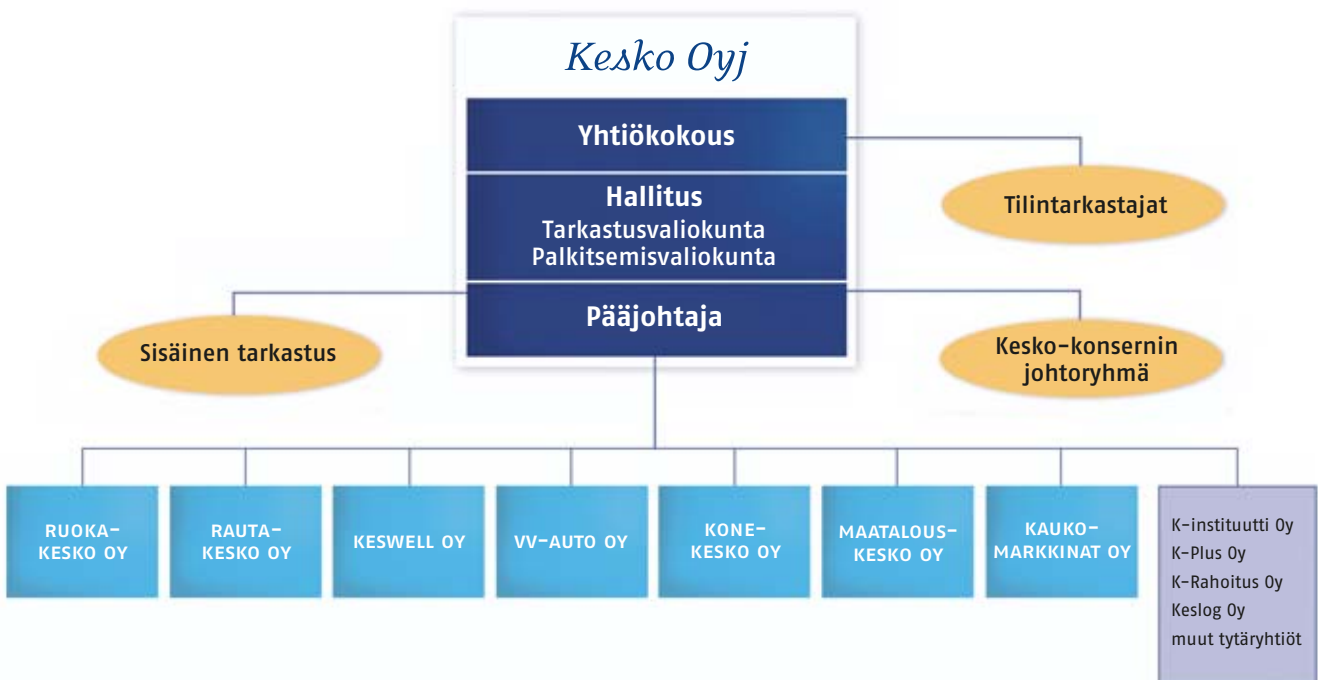 Kesko Oyj
Yhtiökokous
Hallitus
Tarkastusvaliokunta
Palkitsemisvaliokunta
Pääjohtaja
Tilintarkastajat
Sisäinen tarkastus
Kesko-konsernin
johtoryhmä
RUOKA-
KESKO OY
RAUTA-
KESKO OY
KESWELL OY
VV-AUTO OY
KONE-
KESKO OY
MAATALOUS-
KESKO OY
KAUKO-
MARKKINAT OY
K-instituutti Oy
K-Plus Oy
K-Rahoitus Oy
Keslog Oy
muut tytäryhtiöt